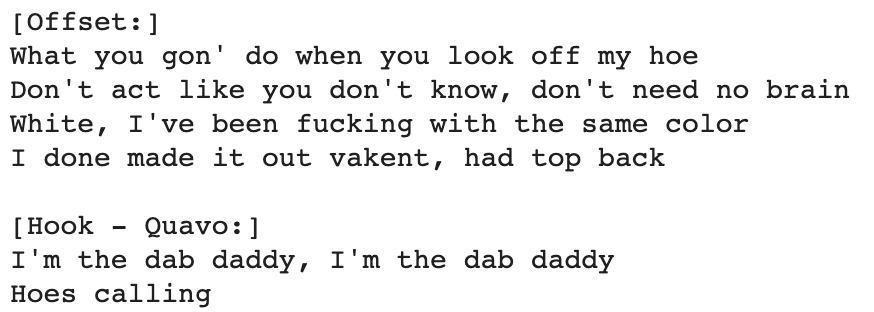 [Offset:]
What you gon' do when you look off my hoe
Don't act like you don't know, don't need no brain
White, I've been fucking with the same color
I done made it out vakent, had top back

[Hook - Quavo:]
I'm the dab daddy, I'm the dab daddy
Hoes calling